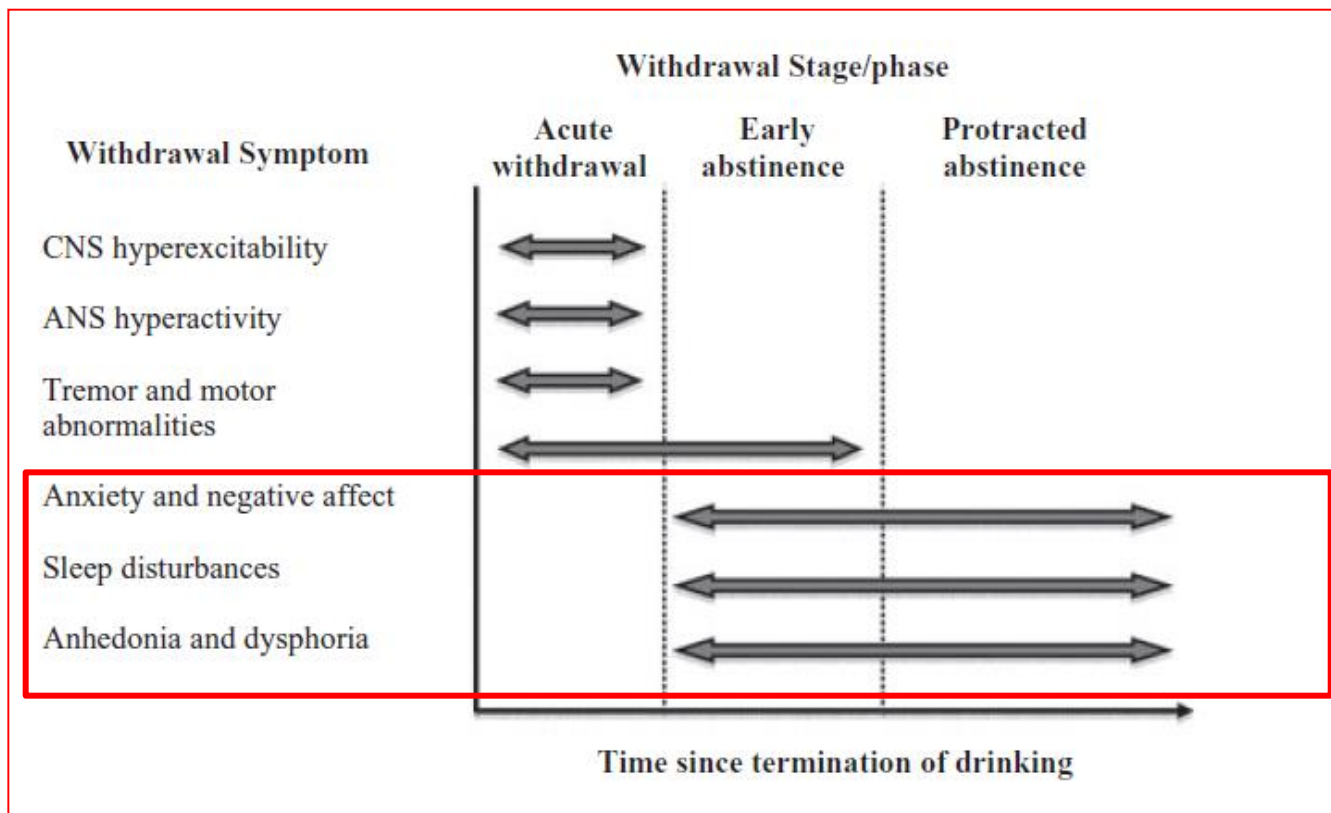 Withdrawal Stage/phase
Withdrawal Symptom
Acute
withdrawal
Early
abstinence
Protracted
abstinence
CNS hyperexcitability
ANS hyperactivity
Tremor and motor
abnormalities
Anxiety and negative affect
Sleep disturbances
Anhedonia and dysphoria
Time since termination of drinking